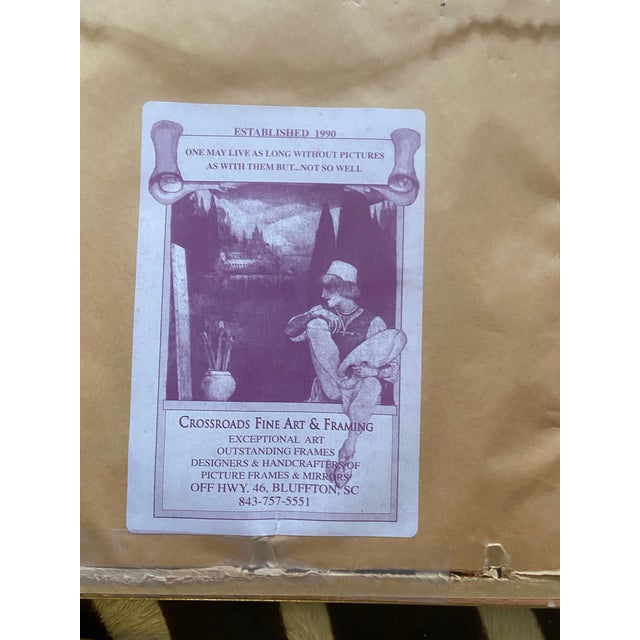 ESTABLISHED 1990
ONE MAY LIVE AS LONG WITHOUT PICTURES
AS WITH THEM BUT...NOT SO WELL
CROSSROADS FINE ART & FRAMING
EXCEPTIONAL ART
OUTSTANDING FRAMES
DESIGNERS & HANDCRAFTERS OF
PICTURE FRAMES & MIRRORS
OFF HWY. 46, BLUFFTON, SC
843-757-5551